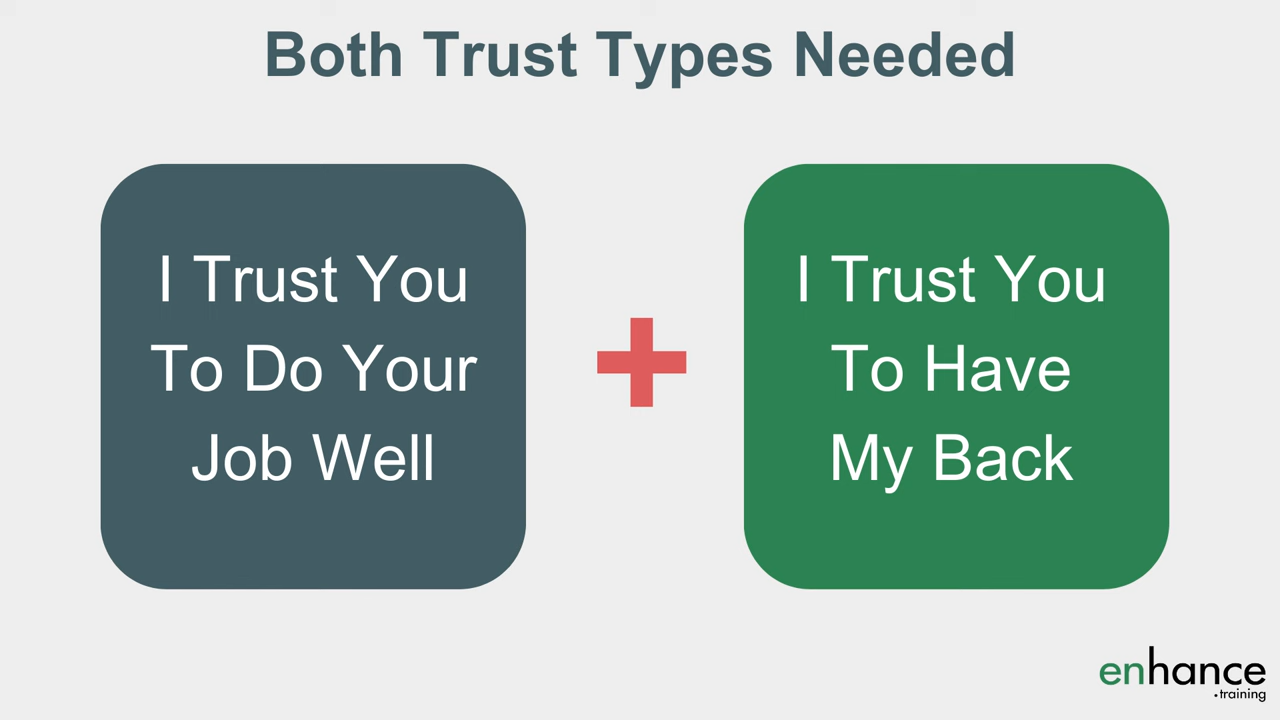 Both Trust Types Needed
I Trust You
To Do Your
Job Well
+
I Trust You
To Have
My Back
enhance
.training